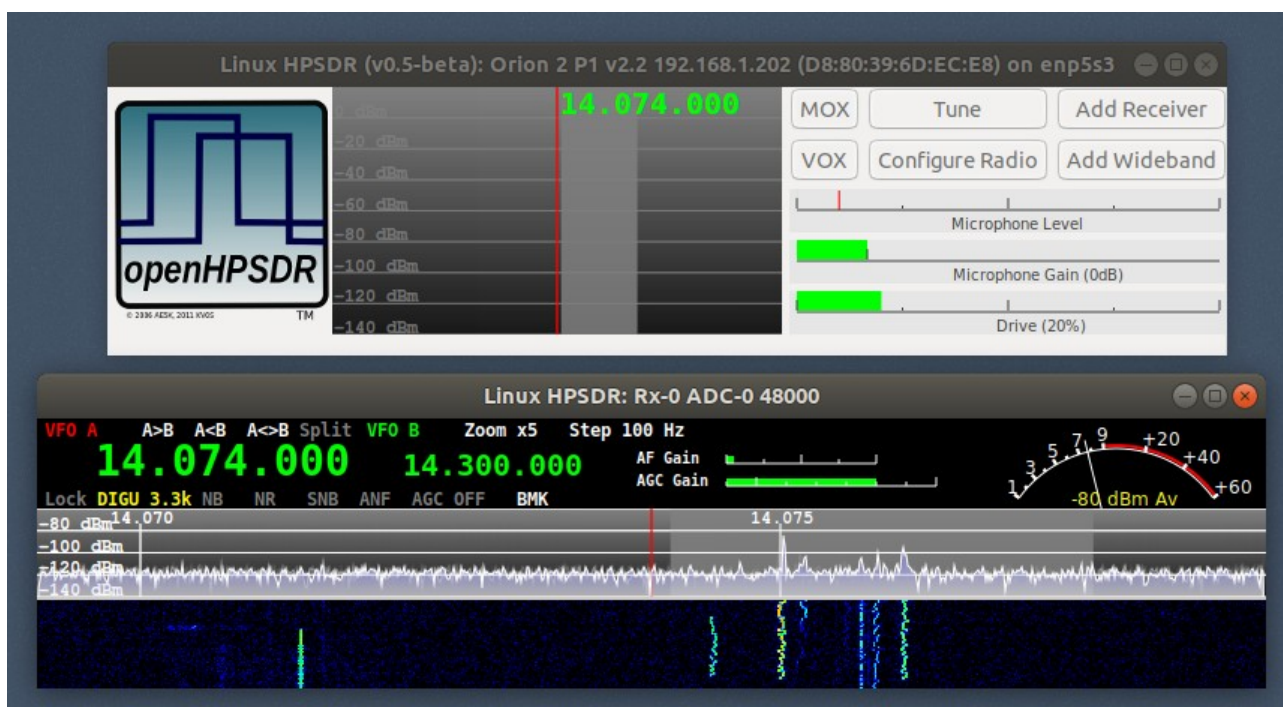 Linux HPSDR (v0.5-beta): Orion 2 P1 v2.2 192.168.1.202 (D8:80:39:6D:EC:E8) on enp5s3
14.074.000
0 dBm
-20 dBm
-40 dBm
-60 dBm
-80 dBm
-100 dBm
-120 dBm
-140 dBm
openHPSDR
TM
MOX Tune Add Receiver
VOX Configure Radio Add Wideband
Microphone Level
Microphone Gain (0dB)
Drive (20%)
Linux HPSDR: Rx-0 ADC-0 48000
VFO A A>B A<B A<>B Split VFO B Zoom x5 Step 100 Hz
14.074.000 14.300.000
AF Gain
AGC Gain
1 3 5 7 9 +20 +40 +60
-80 dBm Av
Lock DIGU 3.3k NB NR SNB ANF AGC OFF BMK
-80 dBm 14.070 14.075
-100 dBm
-120 dBm
-140 dBm